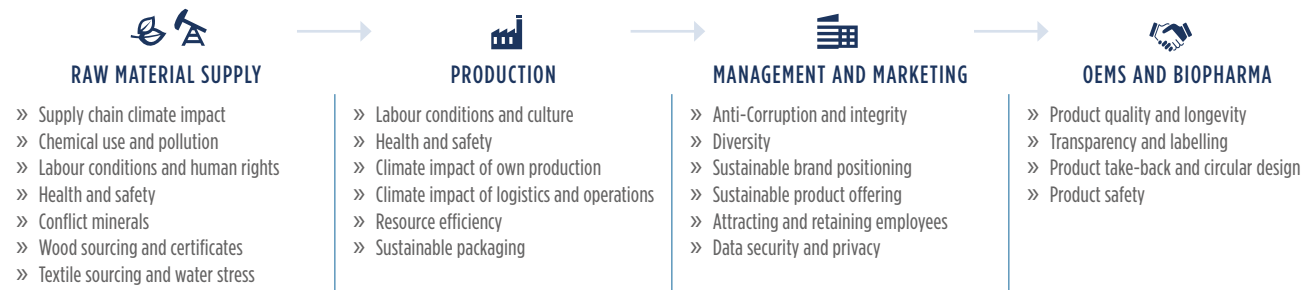 RAW MATERIAL SUPPLY
» Supply chain climate impact
» Chemical use and pollution
» Labour conditions and human rights
» Health and safety
» Conflict minerals
» Wood sourcing and certificates
» Textile sourcing and water stress
PRODUCTION
» Labour conditions and culture
» Health and safety
» Climate impact of own production
» Climate impact of logistics and operations
» Resource efficiency
» Sustainable packaging
MANAGEMENT AND MARKETING
» Anti-Corruption and integrity
» Diversity
» Sustainable brand positioning
» Sustainable product offering
» Attracting and retaining employees
» Data security and privacy
OEMS AND BIOPHARMA
» Product quality and longevity
» Transparency and labelling
» Product take-back and circular design
» Product safety